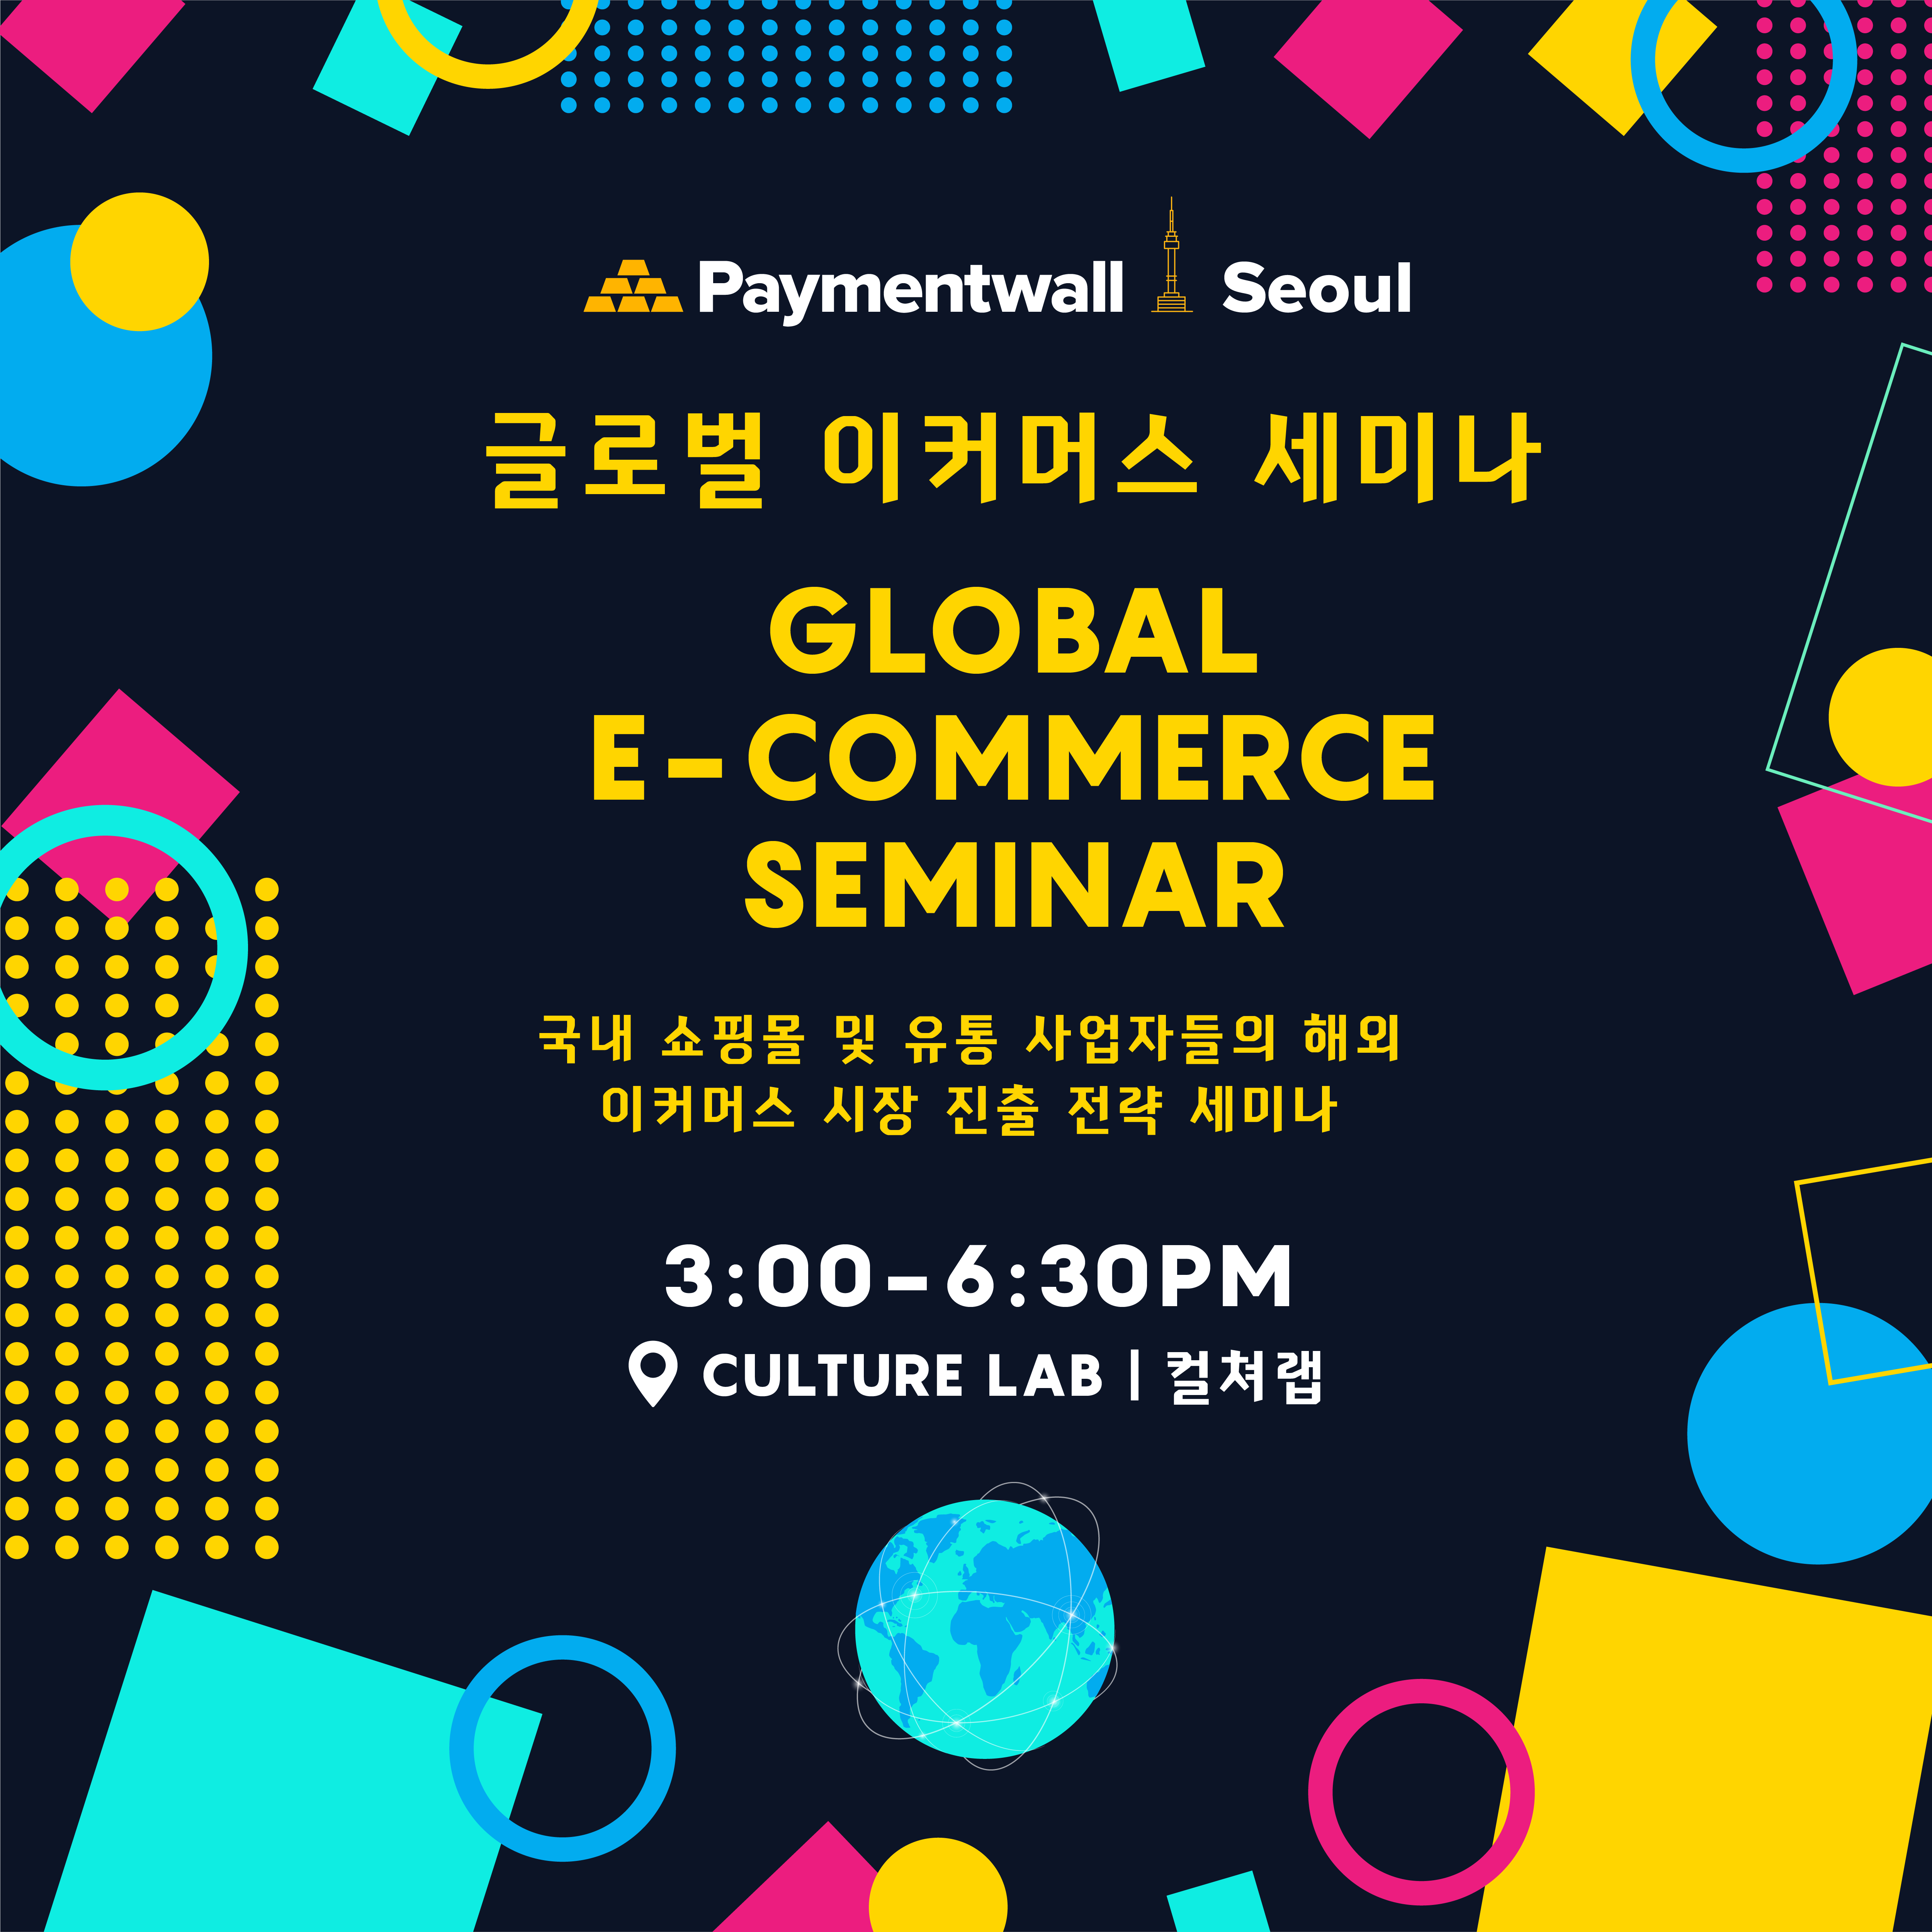 Paymentwall Seoul
글로벌 이커머스 세미나
GLOBAL
E-COMMERCE
SEMINAR
국내 쇼핑몰 및 유통 사업자들의 해외
이커머스 시장 진출 전략 세미나
3:00-6:30PM
CULTURE LAB | 컬쳐랩